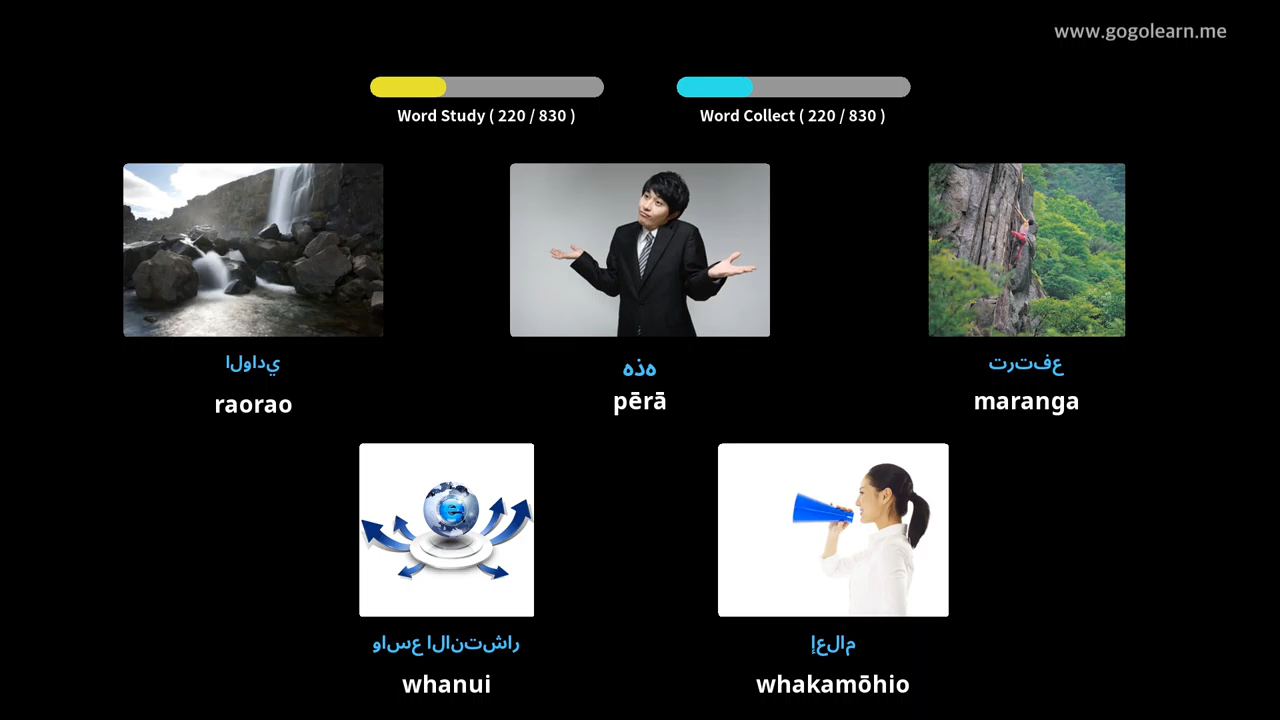 www.gogolearn.me
Word Study ( 220 / 830 )
Word Collect ( 220 / 830 )
الوادي
raorao
هذه
pērā
ترتفع
maranga
واسع الانتشار
whanui
إعلام
whakamōhio